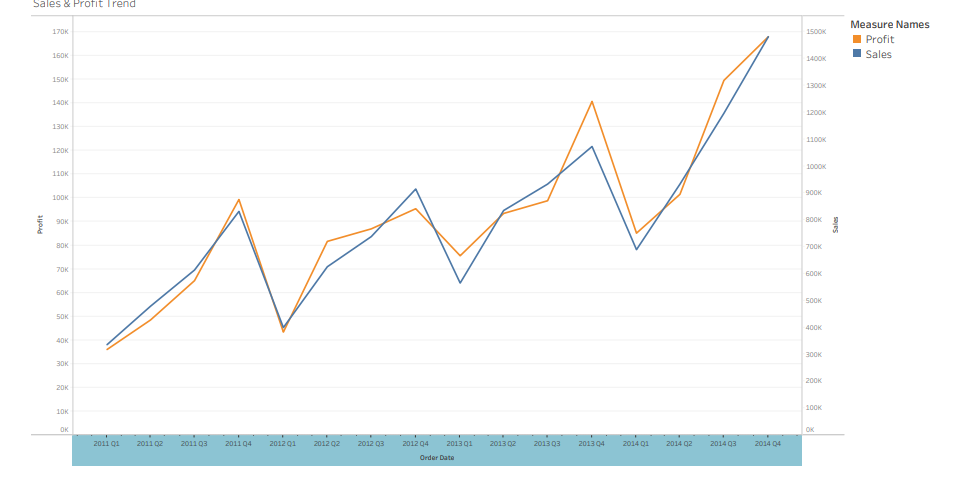 Sales & Profit Trend
Measure Names
Profit
Sales
170K
160K
150K
140K
130K
120K
110K
100K
90K
80K
70K
60K
50K
40K
30K
20K
10K
0K
Profit
1500K
1400K
1300K
1200K
1100K
1000K
900K
800K
700K
600K
500K
400K
300K
200K
100K
0K
Sales
2011 Q1 2011 Q2 2011 Q3 2011 Q4 2012 Q1 2012 Q2 2012 Q3 2012 Q4 2013 Q1 2013 Q2 2013 Q3 2013 Q4 2014 Q1 2014 Q2 2014 Q3 2014 Q4
Order Date